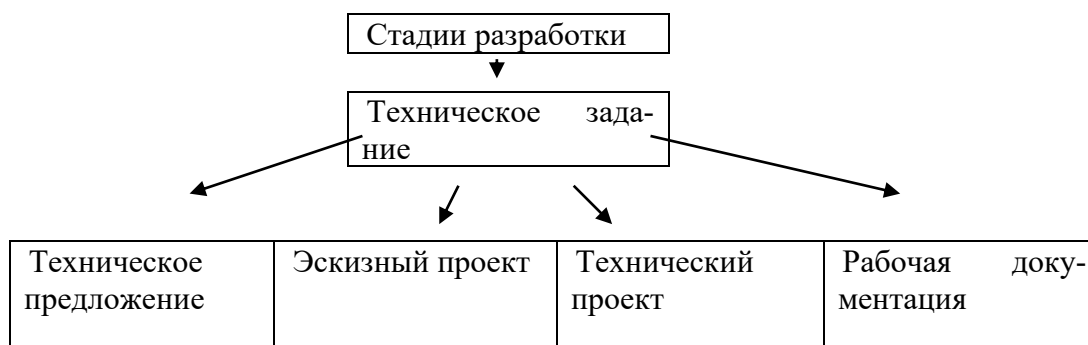 Стадии разработки
Техническое зада-
ние
Техническое предложение
Эскизный проект
Технический проект
Рабочая доку-
ментация